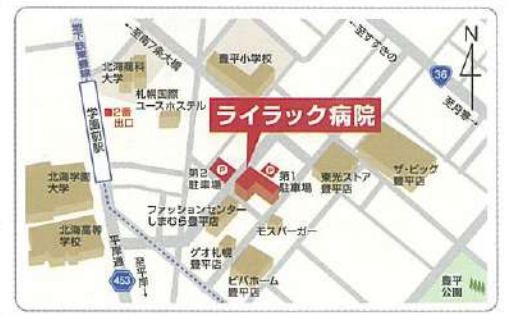 地下鉄東豊線
←至南7条大橋
豊平小学校
←至すすきの
N
36
至月寒→
北海商科
大学
札幌国際
ユースホステル
2番
出口
学園前駅
ライラック病院
第2
駐車場
P
P
第1
駐車場
東光ストア
豊平店
ザ・ビッグ
豊平店
北海学園
大学
ファッションセンター
しまむら豊平店
モスバーガー
北海高等
学校
ゲオ札幌
豊平店
平岸通
453
至平岸→
ビバホーム
豊平店
豊平
公園